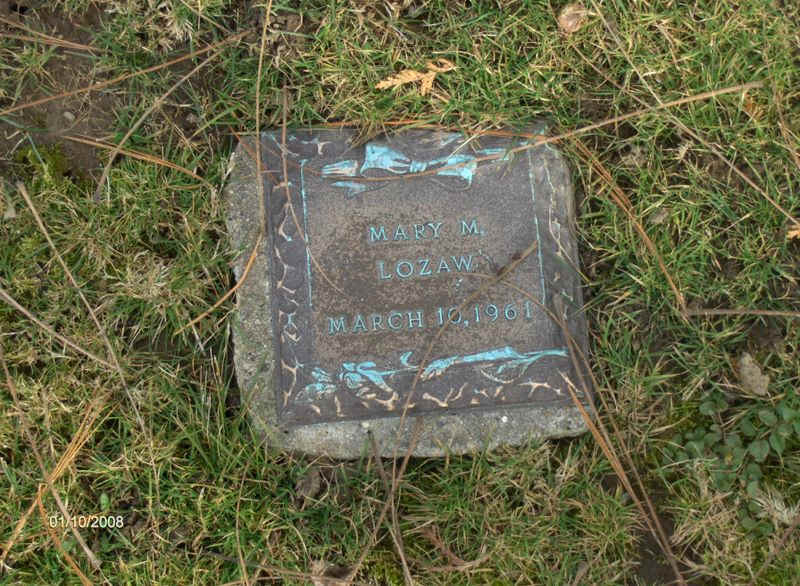 MARY M.
LOZAW
MARCH 10, 1961
01/10/2008